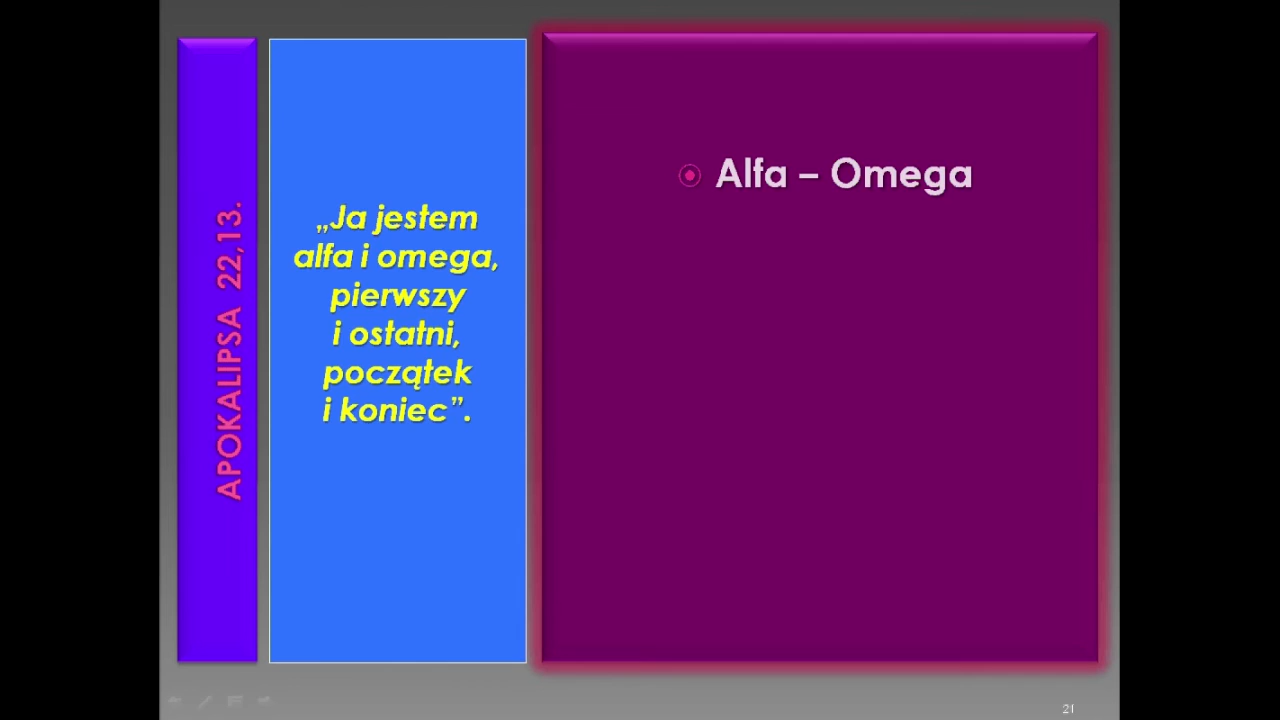 APOKALIPSA 22,13.
„Ja jestem
alfa i omega,
pierwszy
i ostatni,
początek
i koniec”.
Alfa – Omega
21